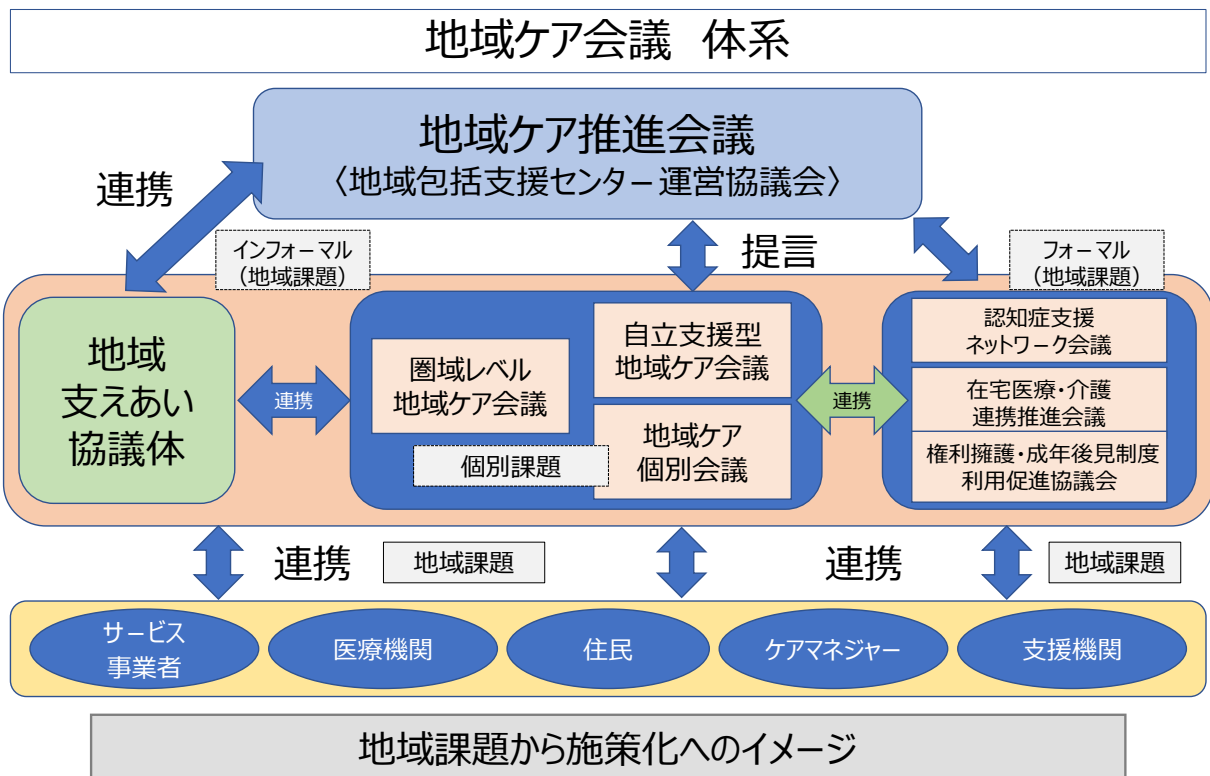 地域ケア会議 体系
地域ケア推進会議
〈地域包括支援センター運営協議会〉
連携
インフォーマル
(地域課題)
提言
フォーマル
(地域課題)
地域
支えあい
協議体
連携
圏域レベル
地域ケア会議
自立支援型
地域ケア会議
地域ケア
個別会議
個別課題
連携
認知症支援
ネットワーク会議
在宅医療・介護
連携推進会議
権利擁護・成年後見制度
利用促進協議会
連携
地域課題
連携
地域課題
サービス
事業者
医療機関
住民
ケアマネジャー
支援機関
地域課題から施策化へのイメージ